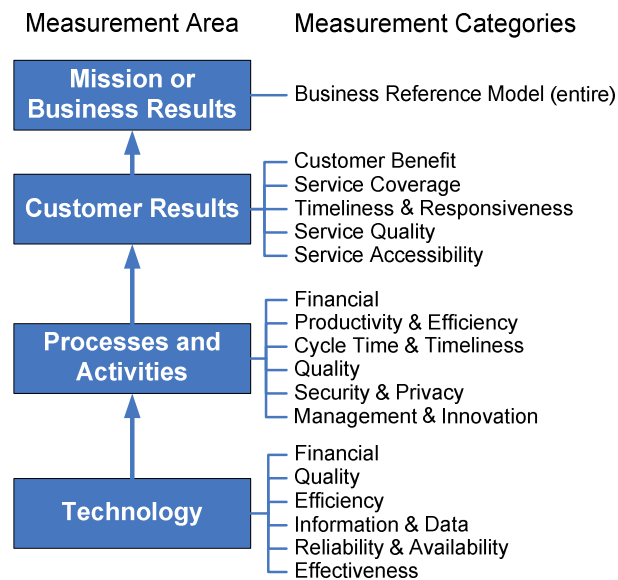 Measurement Area
Measurement Categories
Mission or
Business Results
Business Reference Model (entire)
Customer Results
Customer Benefit
Service Coverage
Timeliness & Responsiveness
Service Quality
Service Accessibility
Processes and
Activities
Financial
Productivity & Efficiency
Cycle Time & Timeliness
Quality
Security & Privacy
Management & Innovation
Technology
Financial
Quality
Efficiency
Information & Data
Reliability & Availability
Effectiveness